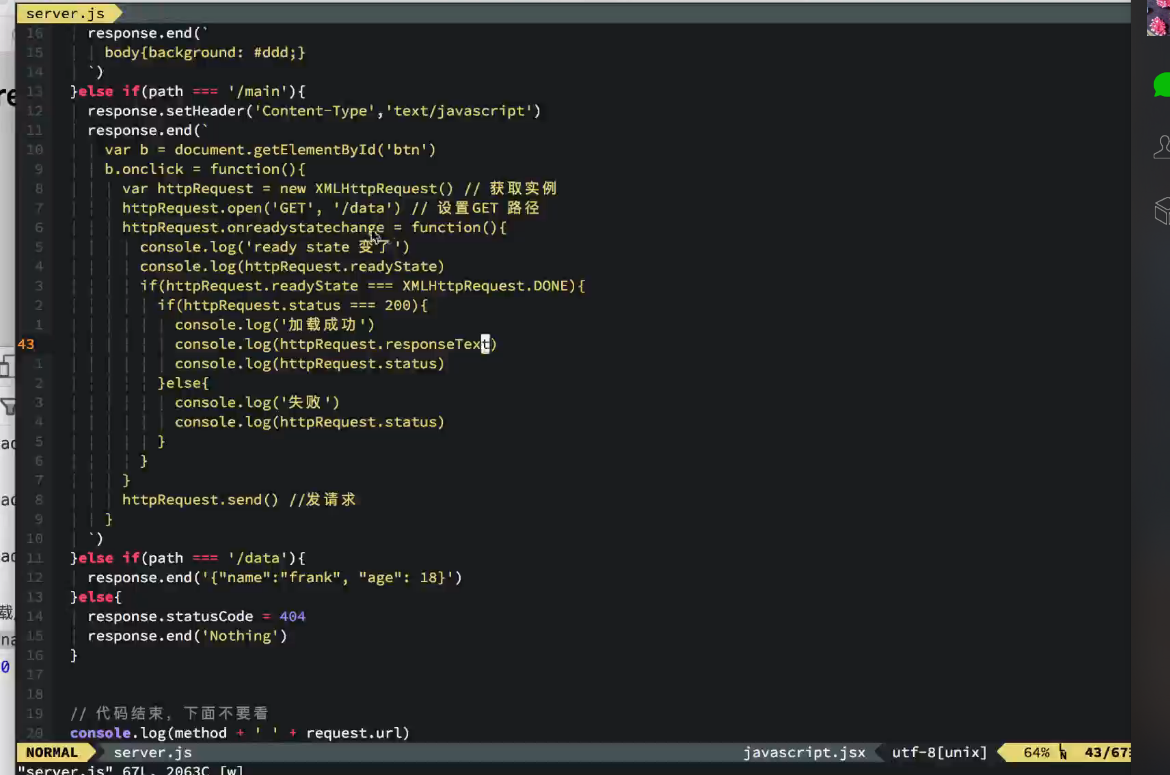 server.js
16 response.end(`
15 body{background: #ddd;}
14 `)
13 }else if(path === '/main'){
12 response.setHeader('Content-Type','text/javascript')
11 response.end(`
10 var b = document.getElementById('btn')
9 b.onclick = function(){
8 var httpRequest = new XMLHttpRequest() // 获取实例
7 httpRequest.open('GET', '/data') // 设置GET 路径
6 httpRequest.onreadystatechange = function(){
5 console.log('ready state 变了')
4 console.log(httpRequest.readyState)
3 if(httpRequest.readyState === XMLHttpRequest.DONE){
2 if(httpRequest.status === 200){
1 console.log('加载成功')
43 console.log(httpRequest.responseText)
1 console.log(httpRequest.status)
2 }else{
3 console.log('失败')
4 console.log(httpRequest.status)
5 }
6 }
7 }
8 httpRequest.send() //发请求
9 }
10 `)
11 }else if(path === '/data'){
12 response.end('{"name":"frank", "age": 18}')
13 }else{
14 response.statusCode = 404
15 response.end('Nothing')
16 }
17
18
19 // 代码结束，下面不要看
20 console.log(method + ' ' + request.url)
NORMAL server.js javascript.jsx utf-8[unix] 64% 43/67
"server.js" 67L, 2063C [w]